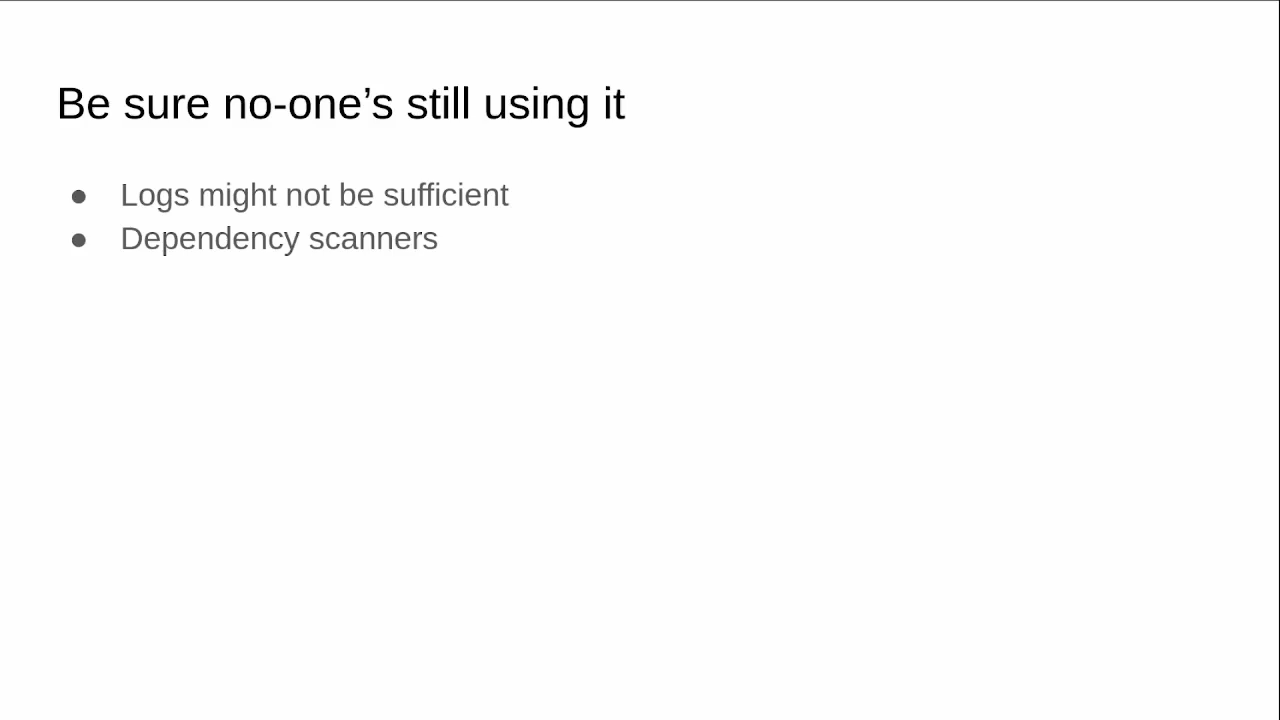 Be sure no-one’s still using it
● Logs might not be sufficient
● Dependency scanners